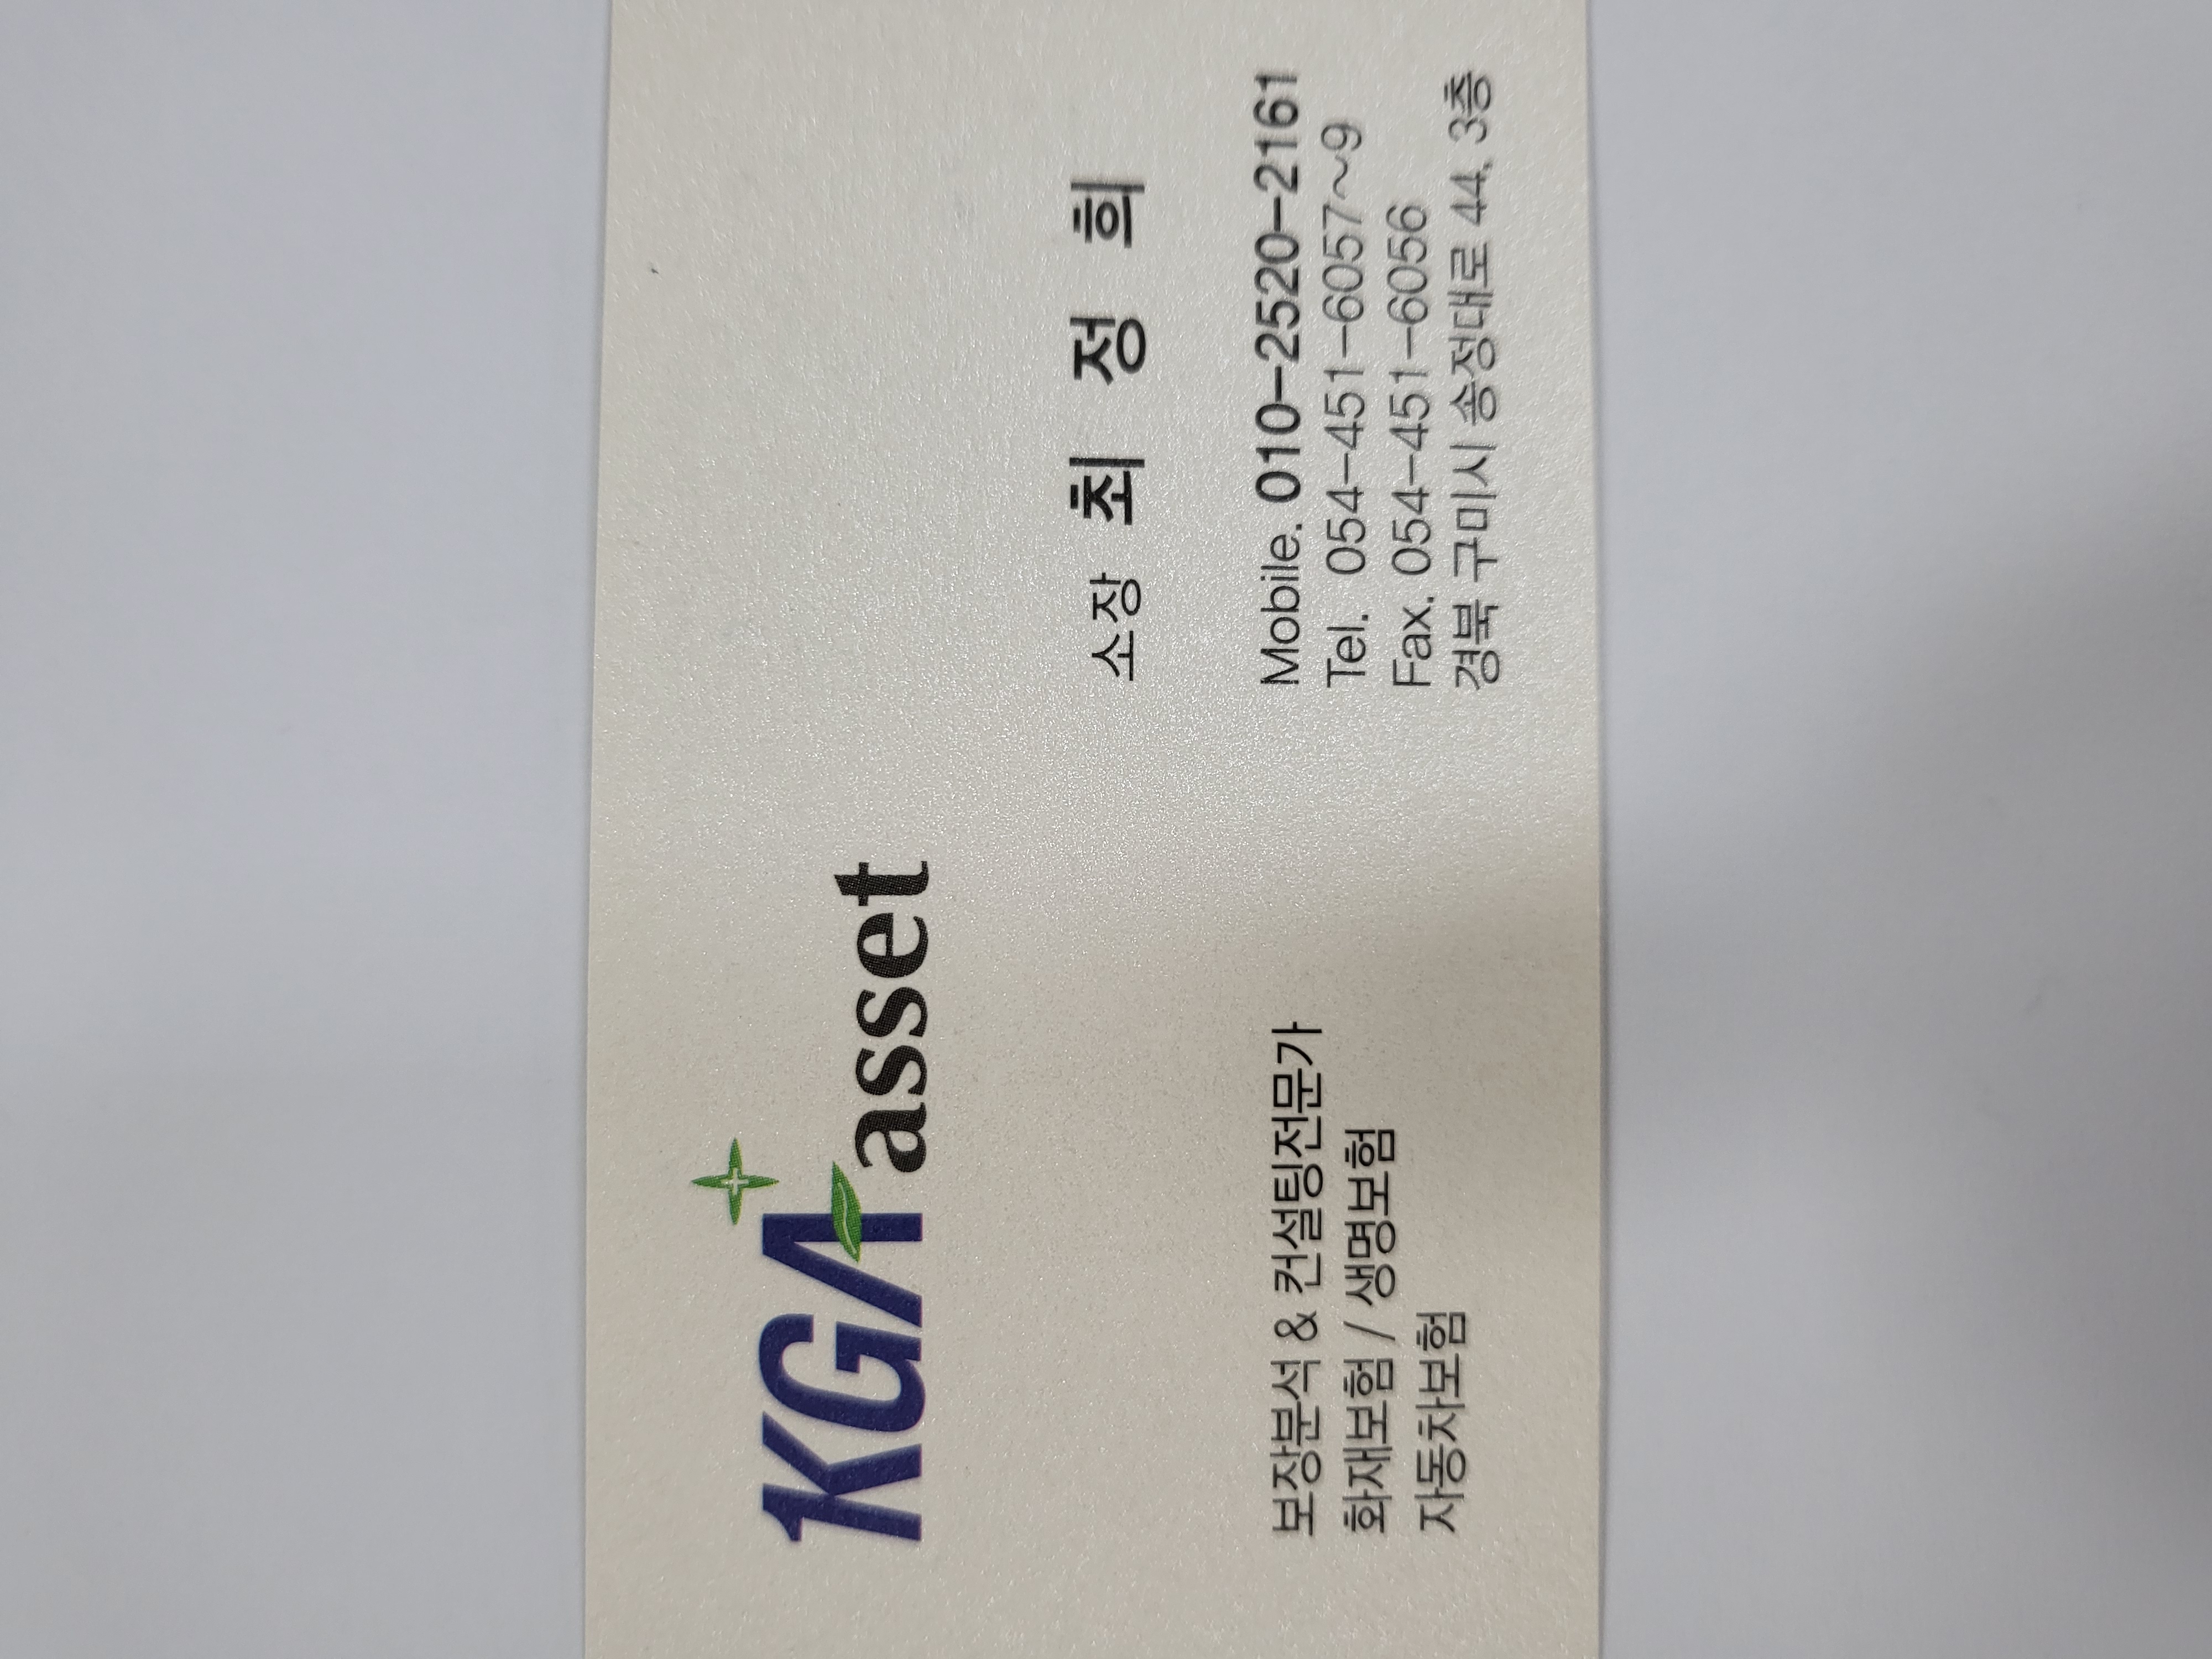 KGA asset
소장 최 정 희
Mobile. 010-2520-2161
Tel. 054-451-6057~9
Fax. 054-451-6056
경북 구미시 송정대로 44, 3층
보장분석 & 컨설팅전문가
화재보험 / 생명보험
자동차보험